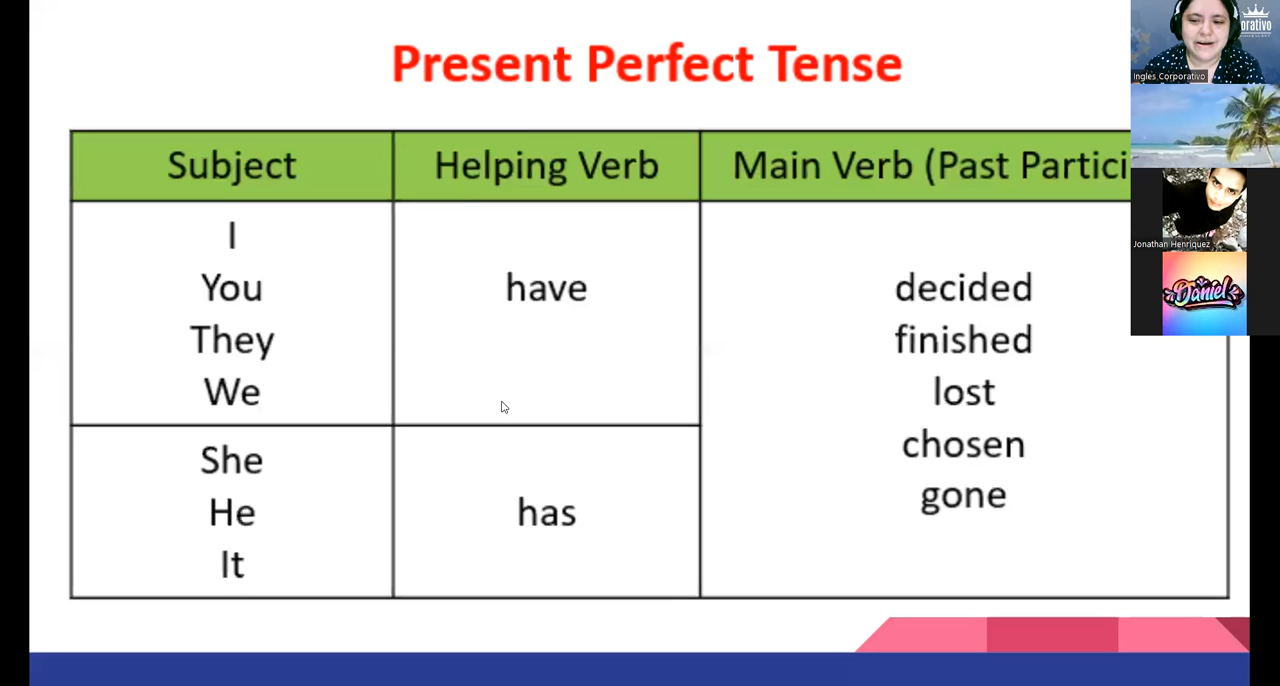 Present Perfect Tense
Subject
Helping Verb
Main Verb (Past Partici
I
You
They
We
have
She
He
It
has
decided
finished
lost
chosen
gone
orativo
Ingles Corporativo
Jonathan Henriquez
Daniel